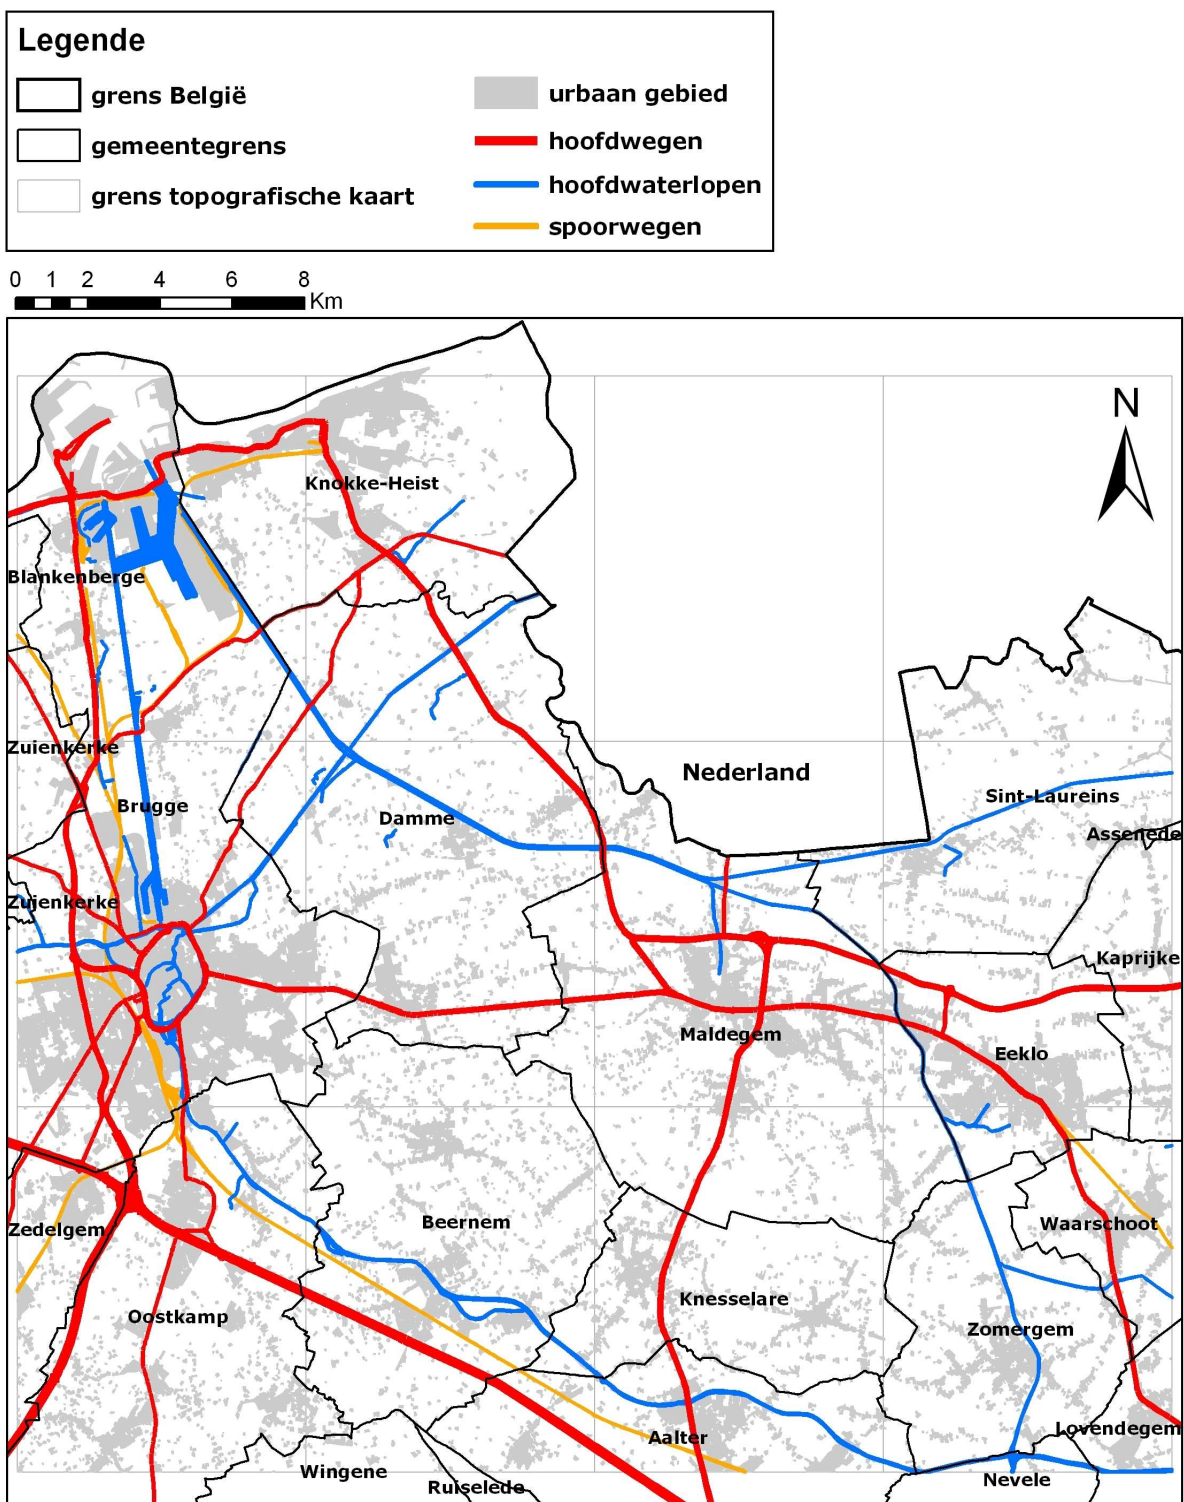 Legende
grens België
gemeentegrens
grens topografische kaart
urbaan gebied
hoofdwegen
hoofdwaterlopen
spoorwegen
0 1 2 4 6 8
Km
N
Knokke-Heist
Blankenberge
Zuienkerke
Nederland
Brugge
Sint-Laureins
Damme
Assenede
Zuienkerke
Kaprijke
Maldegem
Eeklo
Beernem
Waarschoot
Zedelgem
Knesselare
Oostkamp
Zomergem
Lovendegem
Aalter
Wingene
Nevele
Ruiselede